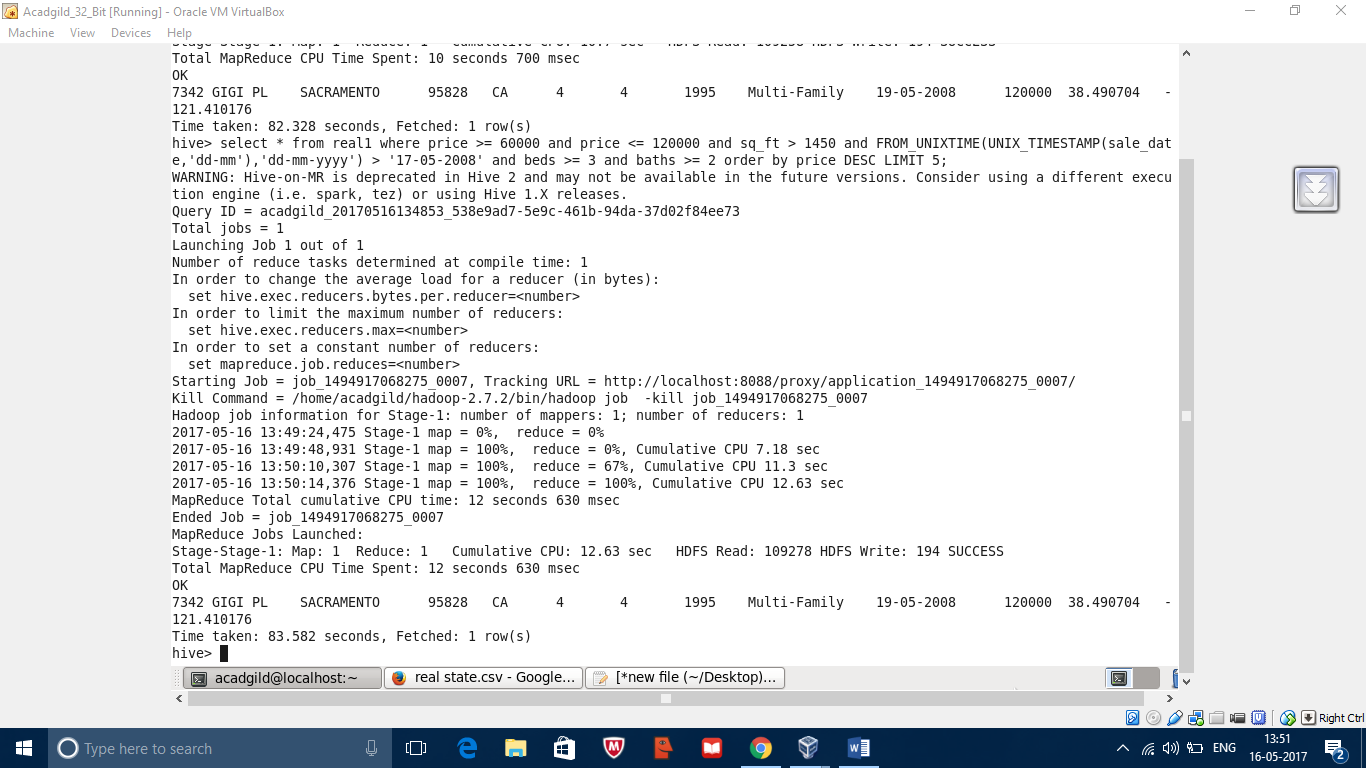 Acadgild_32_Bit [Running] - Oracle VM VirtualBox
Machine View Devices Help
Stage-Stage-1: Map: 1 Reduce: 1 Cumulative CPU: 10.7 sec HDFS Read: 109258 HDFS Write: 194 SUCCESS
Total MapReduce CPU Time Spent: 10 seconds 700 msec
OK
7342 GIGI PL SACRAMENTO 95828 CA 4 4 1995 Multi-Family 19-05-2008 120000 38.490704 -
121.410176
Time taken: 82.328 seconds, Fetched: 1 row(s)
hive> select * from real1 where price >= 60000 and price <= 120000 and sq_ft > 1450 and FROM_UNIXTIME(UNIX_TIMESTAMP(sale_dat
e,'dd-mm'),'dd-mm-yyyy') > '17-05-2008' and beds >= 3 and baths >= 2 order by price DESC LIMIT 5;
WARNING: Hive-on-MR is deprecated in Hive 2 and may not be available in the future versions. Consider using a different execu
tion engine (i.e. spark, tez) or using Hive 1.X releases.
Query ID = acadgild_20170516134853_538e9ad7-5e9c-461b-94da-37d02f84ee73
Total jobs = 1
Launching Job 1 out of 1
Number of reduce tasks determined at compile time: 1
In order to change the average load for a reducer (in bytes):
  set hive.exec.reducers.bytes.per.reducer=<number>
In order to limit the maximum number of reducers:
  set hive.exec.reducers.max=<number>
In order to set a constant number of reducers:
  set mapreduce.job.reduces=<number>
Starting Job = job_1494917068275_0007, Tracking URL = http://localhost:8088/proxy/application_1494917068275_0007/
Kill Command = /home/acadgild/hadoop-2.7.2/bin/hadoop job  -kill job_1494917068275_0007
Hadoop job information for Stage-1: number of mappers: 1; number of reducers: 1
2017-05-16 13:49:24,475 Stage-1 map = 0%,  reduce = 0%
2017-05-16 13:49:48,931 Stage-1 map = 100%,  reduce = 0%, Cumulative CPU 7.18 sec
2017-05-16 13:50:10,307 Stage-1 map = 100%,  reduce = 67%, Cumulative CPU 11.3 sec
2017-05-16 13:50:14,376 Stage-1 map = 100%,  reduce = 100%, Cumulative CPU 12.63 sec
MapReduce Total cumulative CPU time: 12 seconds 630 msec
Ended Job = job_1494917068275_0007
MapReduce Jobs Launched:
Stage-Stage-1: Map: 1  Reduce: 1   Cumulative CPU: 12.63 sec   HDFS Read: 109278 HDFS Write: 194 SUCCESS
Total MapReduce CPU Time Spent: 12 seconds 630 msec
OK
7342 GIGI PL SACRAMENTO 95828 CA 4 4 1995 Multi-Family 19-05-2008 120000 38.490704 -
121.410176
Time taken: 83.582 seconds, Fetched: 1 row(s)
hive>
acadgild@localhost:~ real state.csv - Google... [*new file (~/Desktop)...
Right Ctrl
Type here to search ENG 13:51
16-05-2017 2